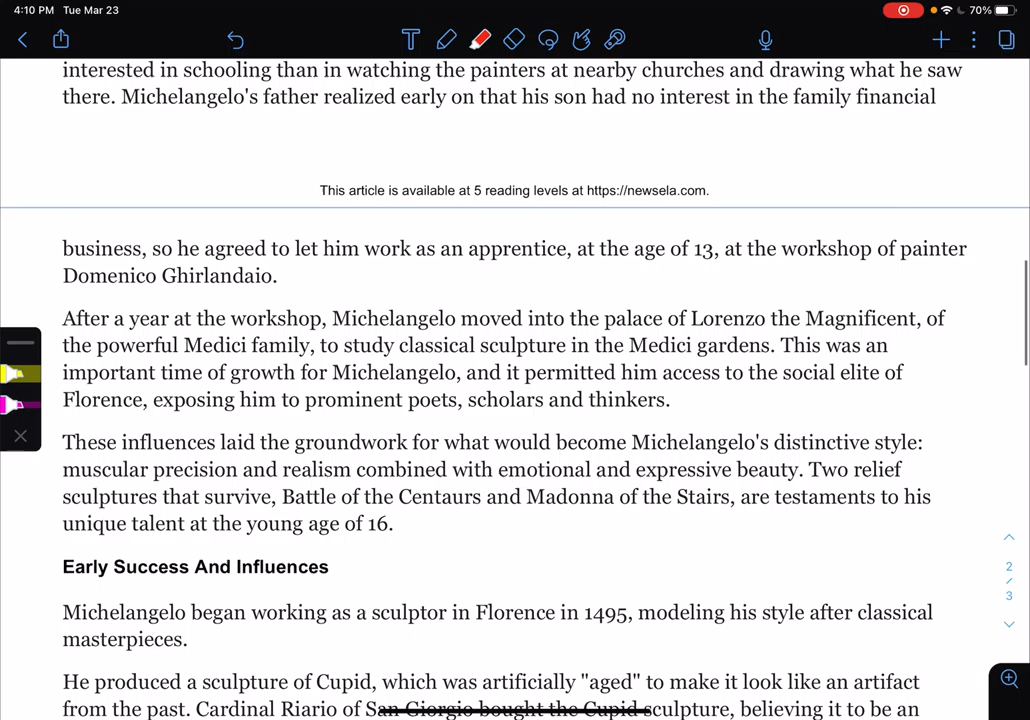 4:10 PM Tue Mar 23
70%
interested in schooling than in watching the painters at nearby churches and drawing what he saw
there. Michelangelo's father realized early on that his son had no interest in the family financial
This article is available at 5 reading levels at https://newsela.com.
business, so he agreed to let him work as an apprentice, at the age of 13, at the workshop of painter
Domenico Ghirlandaio.
After a year at the workshop, Michelangelo moved into the palace of Lorenzo the Magnificent, of
the powerful Medici family, to study classical sculpture in the Medici gardens. This was an
important time of growth for Michelangelo, and it permitted him access to the social elite of
Florence, exposing him to prominent poets, scholars and thinkers.
These influences laid the groundwork for what would become Michelangelo's distinctive style:
muscular precision and realism combined with emotional and expressive beauty. Two relief
sculptures that survive, Battle of the Centaurs and Madonna of the Stairs, are testaments to his
unique talent at the young age of 16.
Early Success And Influences
Michelangelo began working as a sculptor in Florence in 1495, modeling his style after classical
masterpieces.
He produced a sculpture of Cupid, which was artificially "aged" to make it look like an artifact
from the past. Cardinal Riario of San Giorgio bought the Cupid sculpture, believing it to be an
2
/
3